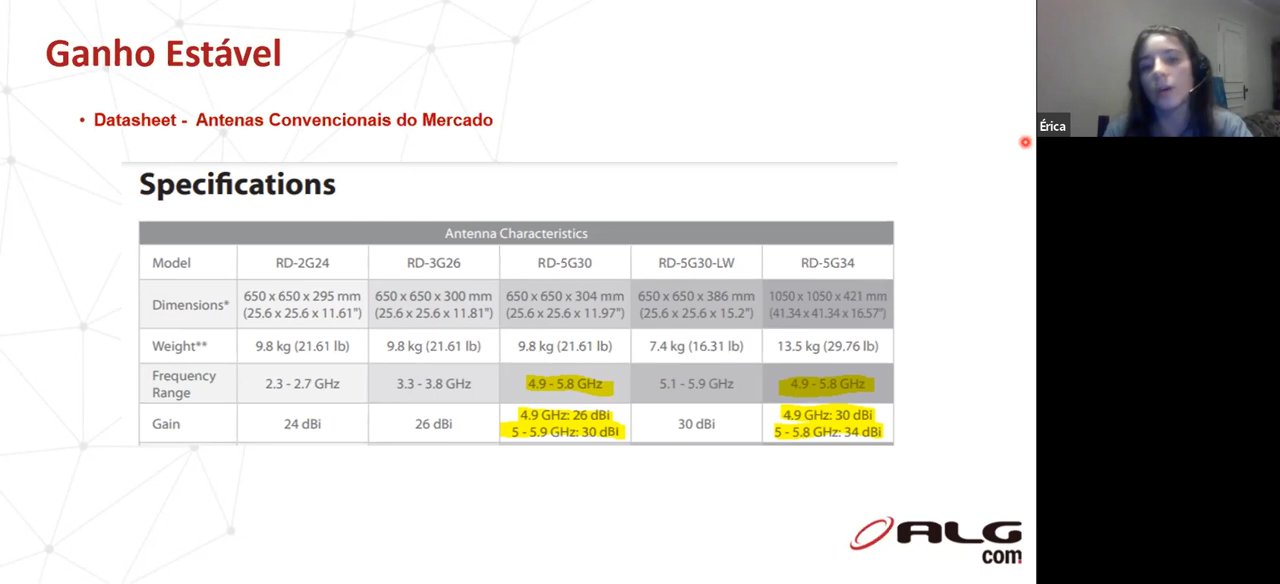 Ganho Estável
• Datasheet - Antenas Convencionais do Mercado
Specifications
Antenna Characteristics
Model RD-2G24 RD-3G26 RD-5G30 RD-5G30-LW RD-5G34
Dimensions* 650 x 650 x 295 mm (25.6 x 25.6 x 11.61") 650 x 650 x 300 mm (25.6 x 25.6 x 11.81") 650 x 650 x 304 mm (25.6 x 25.6 x 11.97") 650 x 650 x 386 mm (25.6 x 25.6 x 15.2") 1050 x 1050 x 421 mm (41.34 x 41.34 x 16.57")
Weight** 9.8 kg (21.61 lb) 9.8 kg (21.61 lb) 9.8 kg (21.61 lb) 7.4 kg (16.31 lb) 13.5 kg (29.76 lb)
Frequency Range 2.3 - 2.7 GHz 3.3 - 3.8 GHz 4.9 - 5.8 GHz 5.1 - 5.9 GHz 4.9 - 5.8 GHz
Gain 24 dBi 26 dBi 4.9 GHz: 26 dBi 5 - 5.9 GHz: 30 dBi 30 dBi 4.9 GHz: 30 dBi 5 - 5.8 GHz: 34 dBi
ALG
com
Érica